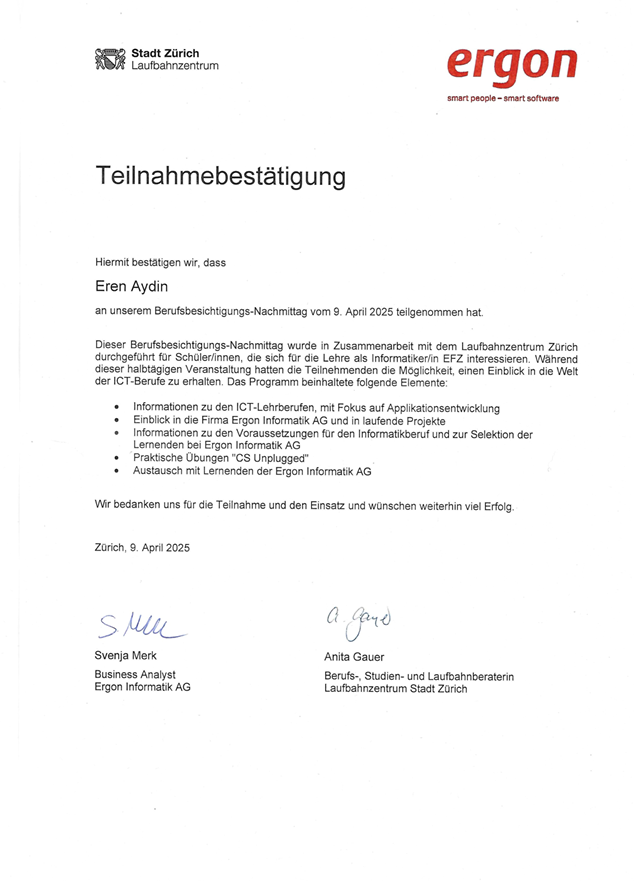 Stadt Zürich
Laufbahnzentrum
ergon
smart people – smart software
Teilnahmebestätigung
Hiermit bestätigen wir, dass
Eren Aydin
an unserem Berufsbesichtigungs-Nachmittag vom 9. April 2025 teilgenommen hat.
Dieser Berufsbesichtigungs-Nachmittag wurde in Zusammenarbeit mit dem Laufbahnzentrum Zürich
durchgeführt für Schüler/innen, die sich für die Lehre als Informatiker/in EFZ interessieren. Während
dieser halbtägigen Veranstaltung hatten die Teilnehmenden die Möglichkeit, einen Einblick in die Welt
der ICT-Berufe zu erhalten. Das Programm beinhaltete folgende Elemente:
• Informationen zu den ICT-Lehrberufen, mit Fokus auf Applikationsentwicklung
• Einblick in die Firma Ergon Informatik AG und in laufende Projekte
• Informationen zu den Voraussetzungen für den Informatikberuf und zur Selektion der
Lernenden bei Ergon Informatik AG
• Praktische Übungen "CS Unplugged"
• Austausch mit Lernenden der Ergon Informatik AG
Wir bedanken uns für die Teilnahme und den Einsatz und wünschen weiterhin viel Erfolg.
Zürich, 9. April 2025
S. Merk
A. Gauer
Svenja Merk
Business Analyst
Ergon Informatik AG
Anita Gauer
Berufs-, Studien- und Laufbahnberaterin
Laufbahnzentrum Stadt Zürich